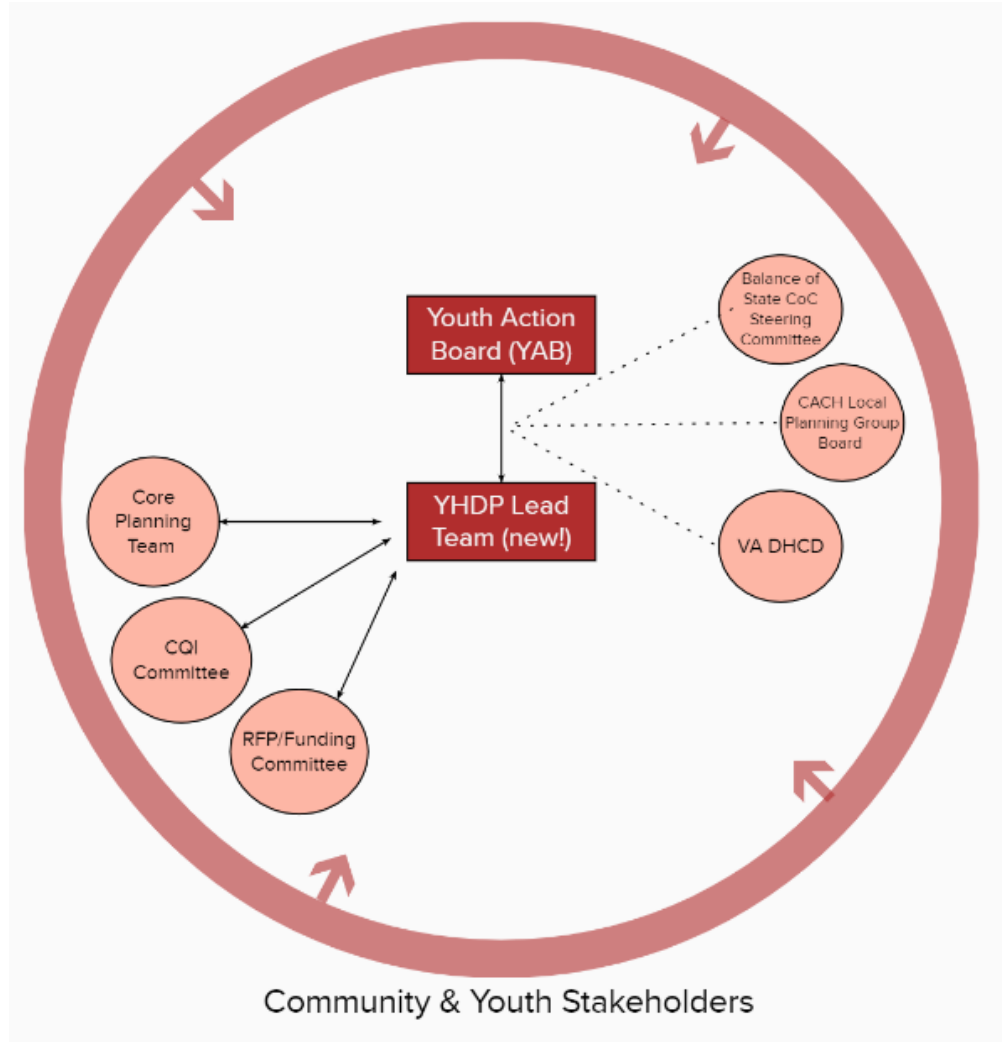 Youth Action
Board (YAB)
Balance of
State CoC
Steering
Committee
CACH Local
Planning Group
Board
YHDP Lead
Team (new!)
VA DHCD
Core
Planning
Team
CQI
Committee
RFP/Funding
Committee
Community & Youth Stakeholders